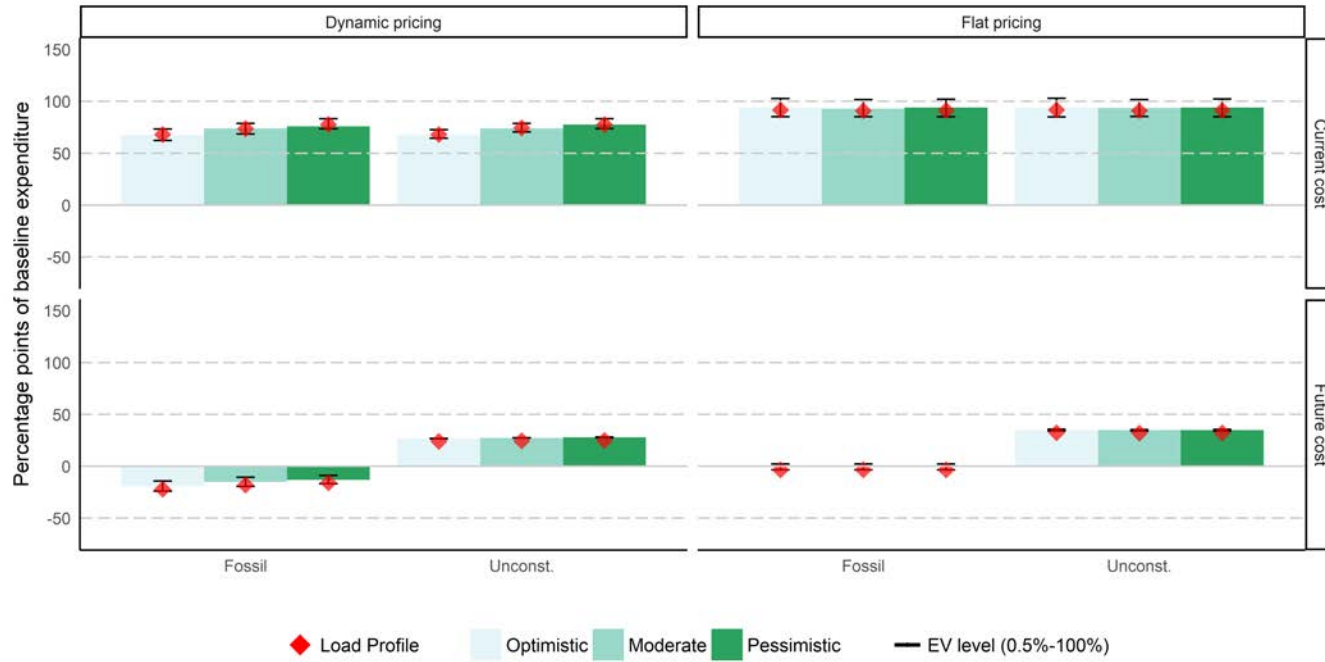 Dynamic pricing
Flat pricing
Percentage points of baseline expenditure
150
100
50
0
-50
Current cost
150
100
50
0
-50
Future cost
Fossil
Unconst.
Fossil
Unconst.
Load Profile
Optimistic
Moderate
Pessimistic
EV level (0.5%-100%)